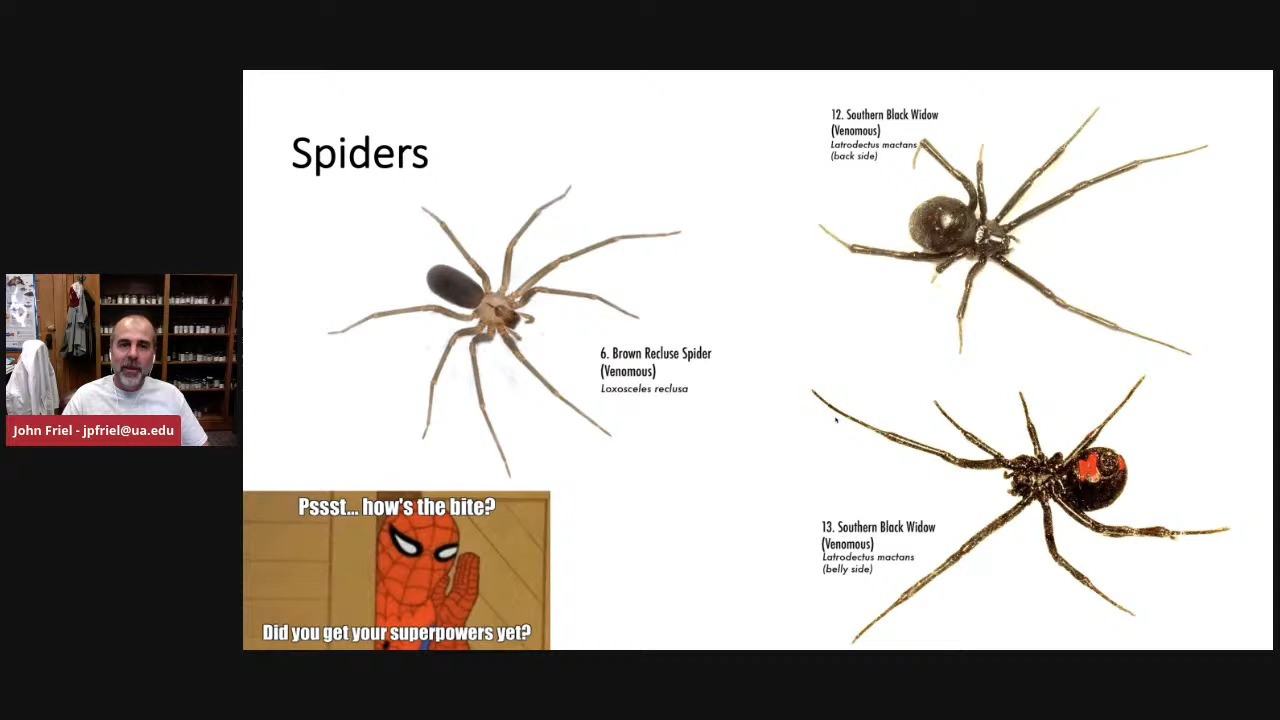 Spiders
6. Brown Recluse Spider
(Venomous)
Loxosceles reclusa
12. Southern Black Widow
(Venomous)
Latrodectus mactans
(back side)
13. Southern Black Widow
(Venomous)
Latrodectus mactans
(belly side)
Pssst... how's the bite?
Did you get your superpowers yet?
John Friel - jpfriel@ua.edu